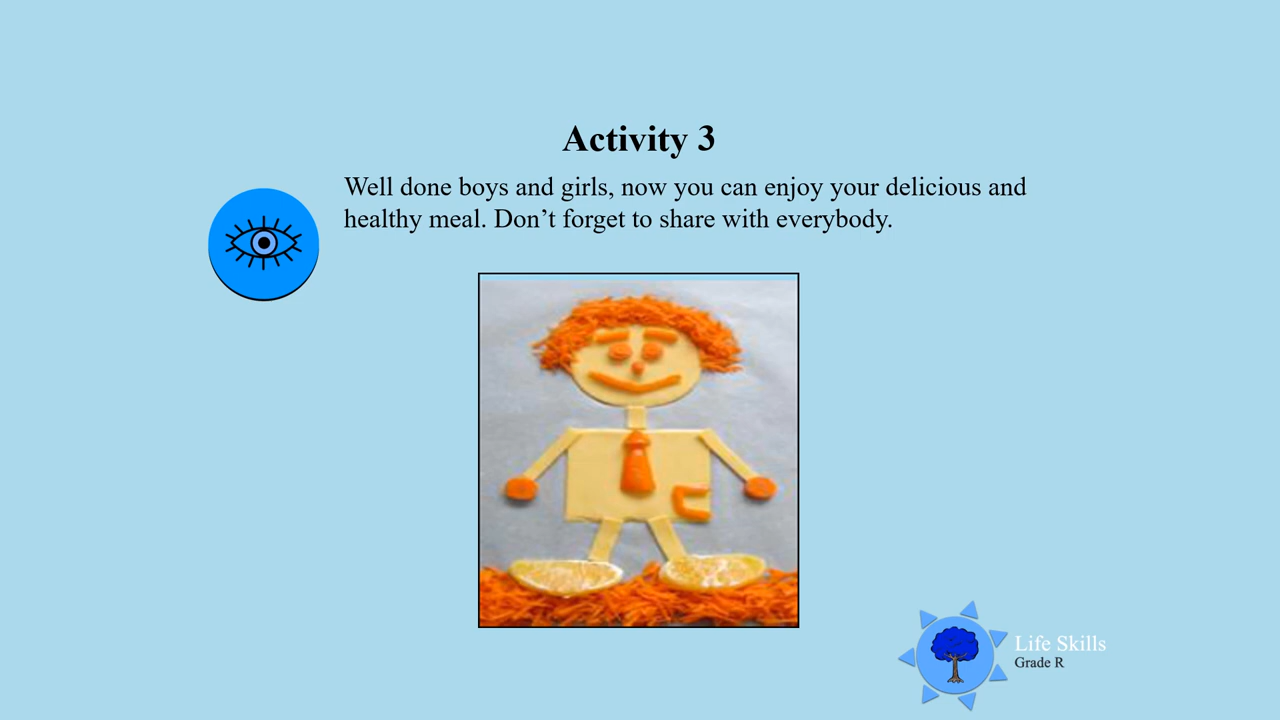 Activity 3
Well done boys and girls, now you can enjoy your delicious and
healthy meal. Don’t forget to share with everybody.
Life Skills
Grade R